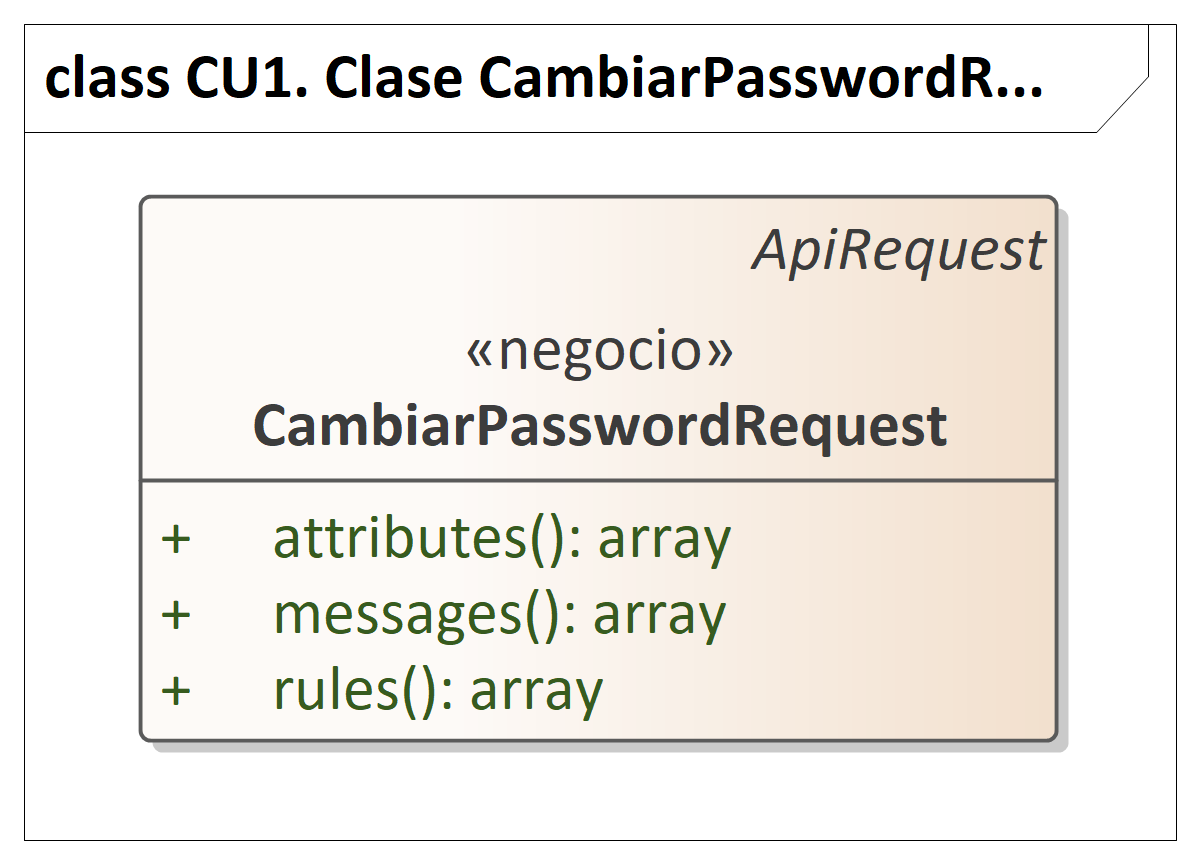 class CU1. Clase CambiarPasswordR...
ApiRequest
«negocio»
CambiarPasswordRequest
+ attributes(): array
+ messages(): array
+ rules(): array